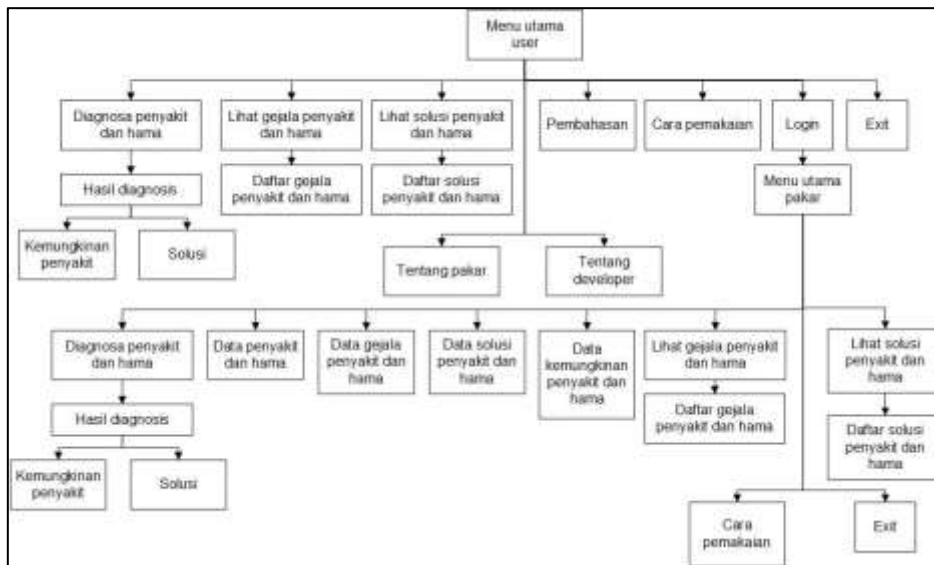 Menu utama
user
Diagnosa penyakit
dan hama
Lihat gejala penyakit
dan hama
Lihat solusi penyakit
dan hama
Pembahasan
Cara pemakaian
Login
Exit
Hasil diagnosis
Daftar gejala
penyakit dan hama
Daftar solusi
penyakit dan hama
Menu utama
pakar
Kemungkinan
penyakit
Solusi
Tentang pakar
Tentang
developer
Diagnosa penyakit
dan hama
Data penyakit
dan hama
Data gejala
penyakit dan
hama
Data solusi
penyakit dan
hama
Data
kemungkinan
penyakit dan
hama
Lihat gejala penyakit
dan hama
Lihat solusi
penyakit dan
hama
Hasil diagnosis
Daftar gejala
penyakit dan hama
Daftar solusi
penyakit dan
hama
Kemungkinan
penyakit
Solusi
Cara
pemakaian
Exit